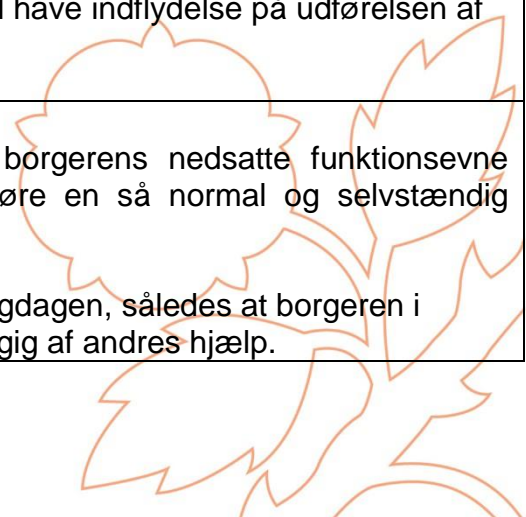 have indflydelse på udførelsen af
borgerens nedsatte funktionsevne
øre en så normal og selvstændig
gdagen, således at borgeren i
gig af andres hjælp.